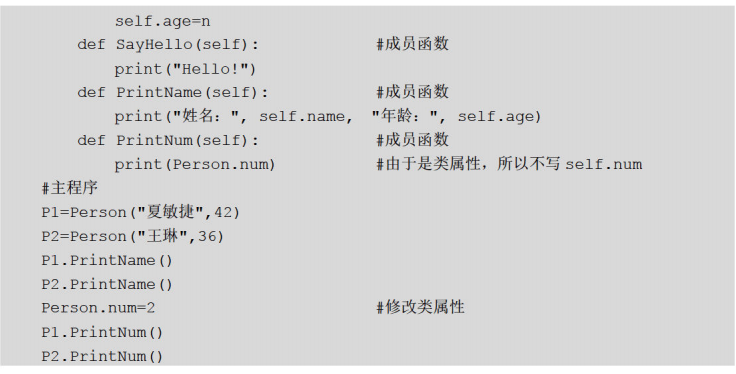 self.age=n
def SayHello(self): #成员函数
print("Hello!")
def PrintName(self): #成员函数
print("姓名：", self.name, "年龄：", self.age)
def PrintNum(self): #成员函数
print(Person.num) #由于是类属性，所以不写 self.num
#主程序
P1=Person("夏敏捷",42)
P2=Person("王琳",36)
P1.PrintName()
P2.PrintName()
Person.num=2 #修改类属性
P1.PrintNum()
P2.PrintNum()